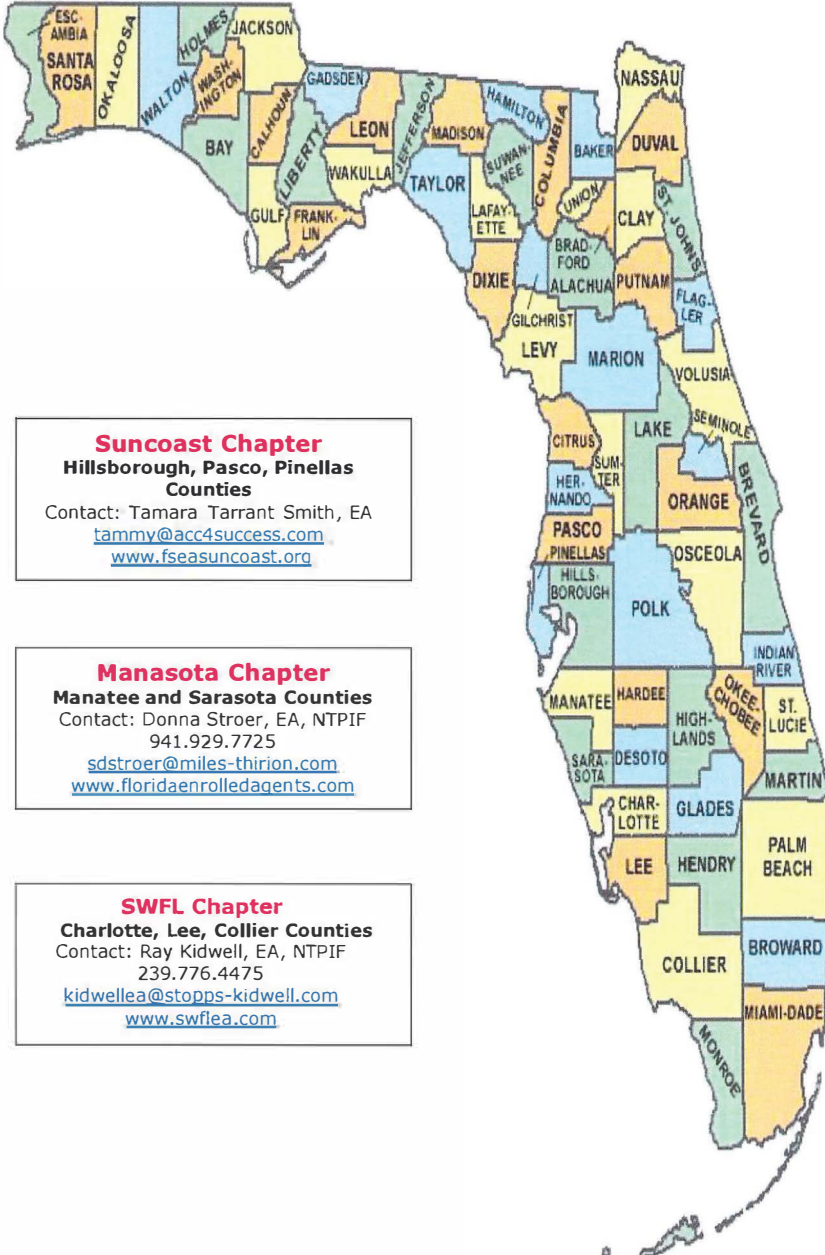 ESC-
AMBIA
SANTA
ROSA
OKALOOSA
WALTON
HOLMES
JACKSON
WASH-
INGTON
BAY
CALHOUN
GADSDEN
LIBERTY
GULF
FRANK-
LIN
LEON
WAKULLA
JEFFERSON
MADISON
TAYLOR
HAMILTON
SUWAN-
NEE
LAFAY-
ETTE
DIXIE
COLUMBIA
BAKER
NASSAU
DUVAL
UNION
CLAY
ST. JOHNS
BRAD-
FORD
ALACHUA
PUTNAM
FLAG-
LER
GILCHRIST
LEVY
MARION
VOLUSIA
SEMINOLE
LAKE
CITRUS
SUM-
TER
HER-
NANDO
ORANGE
BREVARD
PASCO
PINELLAS
OSCEOLA
HILLS-
BOROUGH
POLK
INDIAN
RIVER
MANATEE
HARDEE
HIGH-
LANDS
OKEE-
CHOBEE
ST.
LUCIE
SARA-
SOTA
DESOTO
MARTIN
CHAR-
LOTTE
GLADES
LEE
HENDRY
PALM
BEACH
COLLIER
BROWARD
MIAMI-DADE
MONROE
Suncoast Chapter
Hillsborough, Pasco, Pinellas
Counties
Contact: Tamara Tarrant Smith, EA
tammy@acc4success.com
www.fseasuncoast.org
Manasota Chapter
Manatee and Sarasota Counties
Contact: Donna Stroer, EA, NTPIF
941.929.7725
sdstroer@miles-thirion.com
www.floridaenrolledagents.com
SWFL Chapter
Charlotte, Lee, Collier Counties
Contact: Ray Kidwell, EA, NTPIF
239.776.4475
kidwellea@stopps-kidwell.com
www.swflea.com